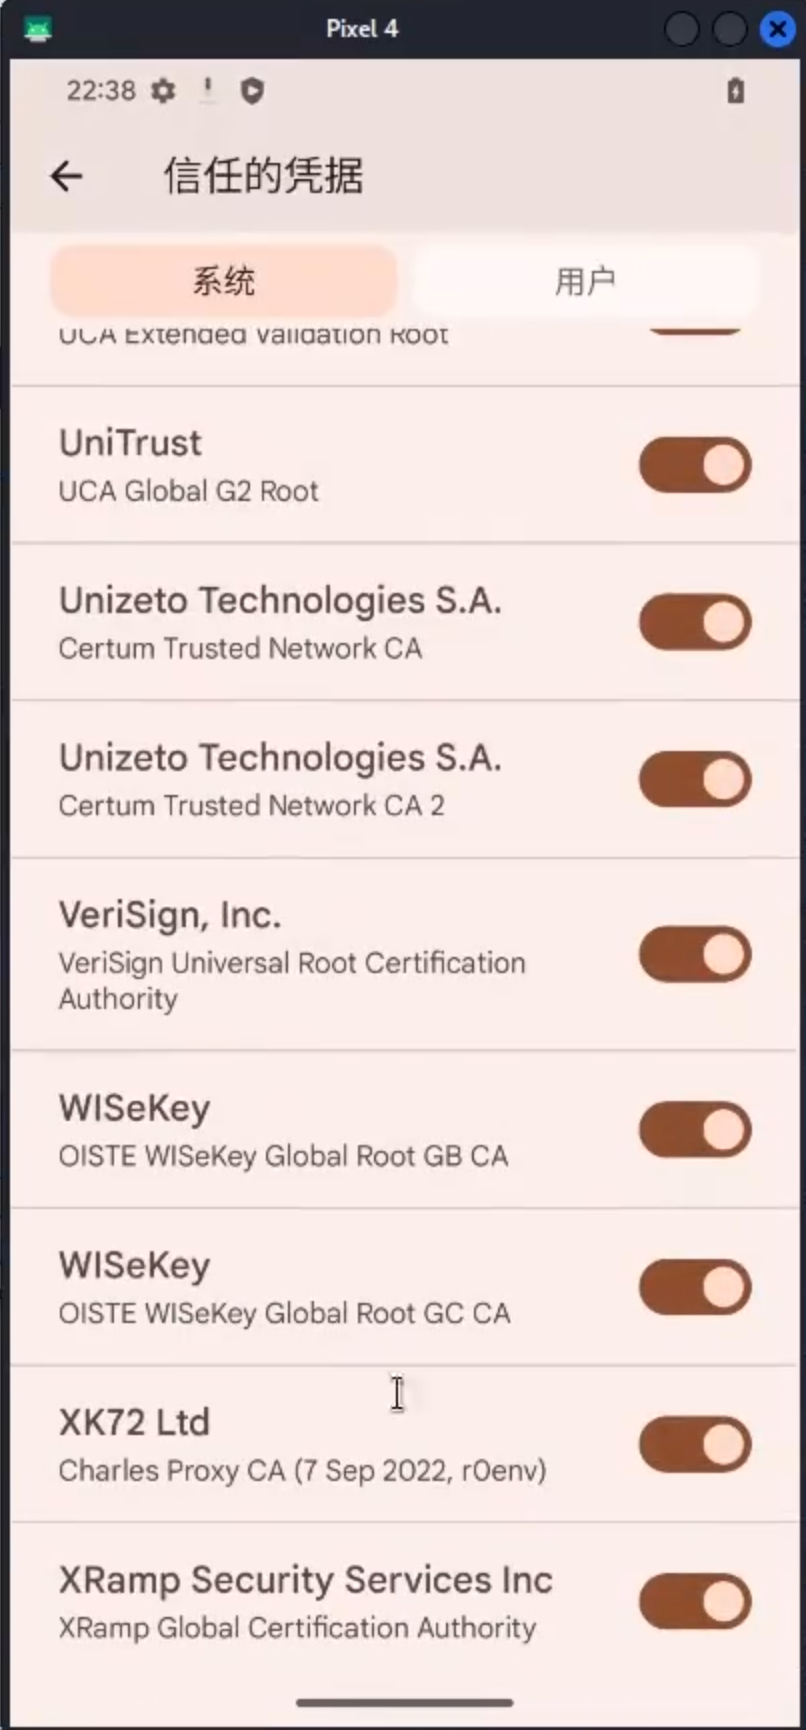 Pixel 4
22:38
信任的凭据
系统
用户
UCA Extended Validation Root
UniTrust
UCA Global G2 Root
Unizeto Technologies S.A.
Certum Trusted Network CA
Unizeto Technologies S.A.
Certum Trusted Network CA 2
VeriSign, Inc.
VeriSign Universal Root Certification
Authority
WISeKey
OISTE WISeKey Global Root GB CA
WISeKey
OISTE WISeKey Global Root GC CA
XK72 Ltd
Charles Proxy CA (7 Sep 2022, r0env)
XRamp Security Services Inc
XRamp Global Certification Authority